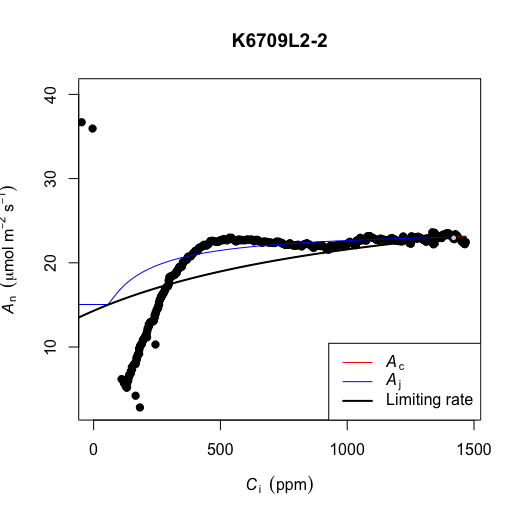 K6709L2-2
40
30
20
10
Aₙ (μmol m⁻² s⁻¹)
A꜀
Aⱼ
Limiting rate
0 500 1000 1500
Cᵢ (ppm)